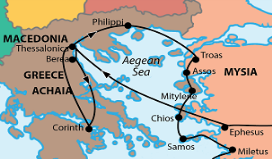 Philippi
MACEDONIA
Thessalonica
Berea
Aegean
Sea
Troas
GREECE
Assos
MYSIA
ACHAIA
Mitylene
Chios
Corinth
Ephesus
Samos
Miletus